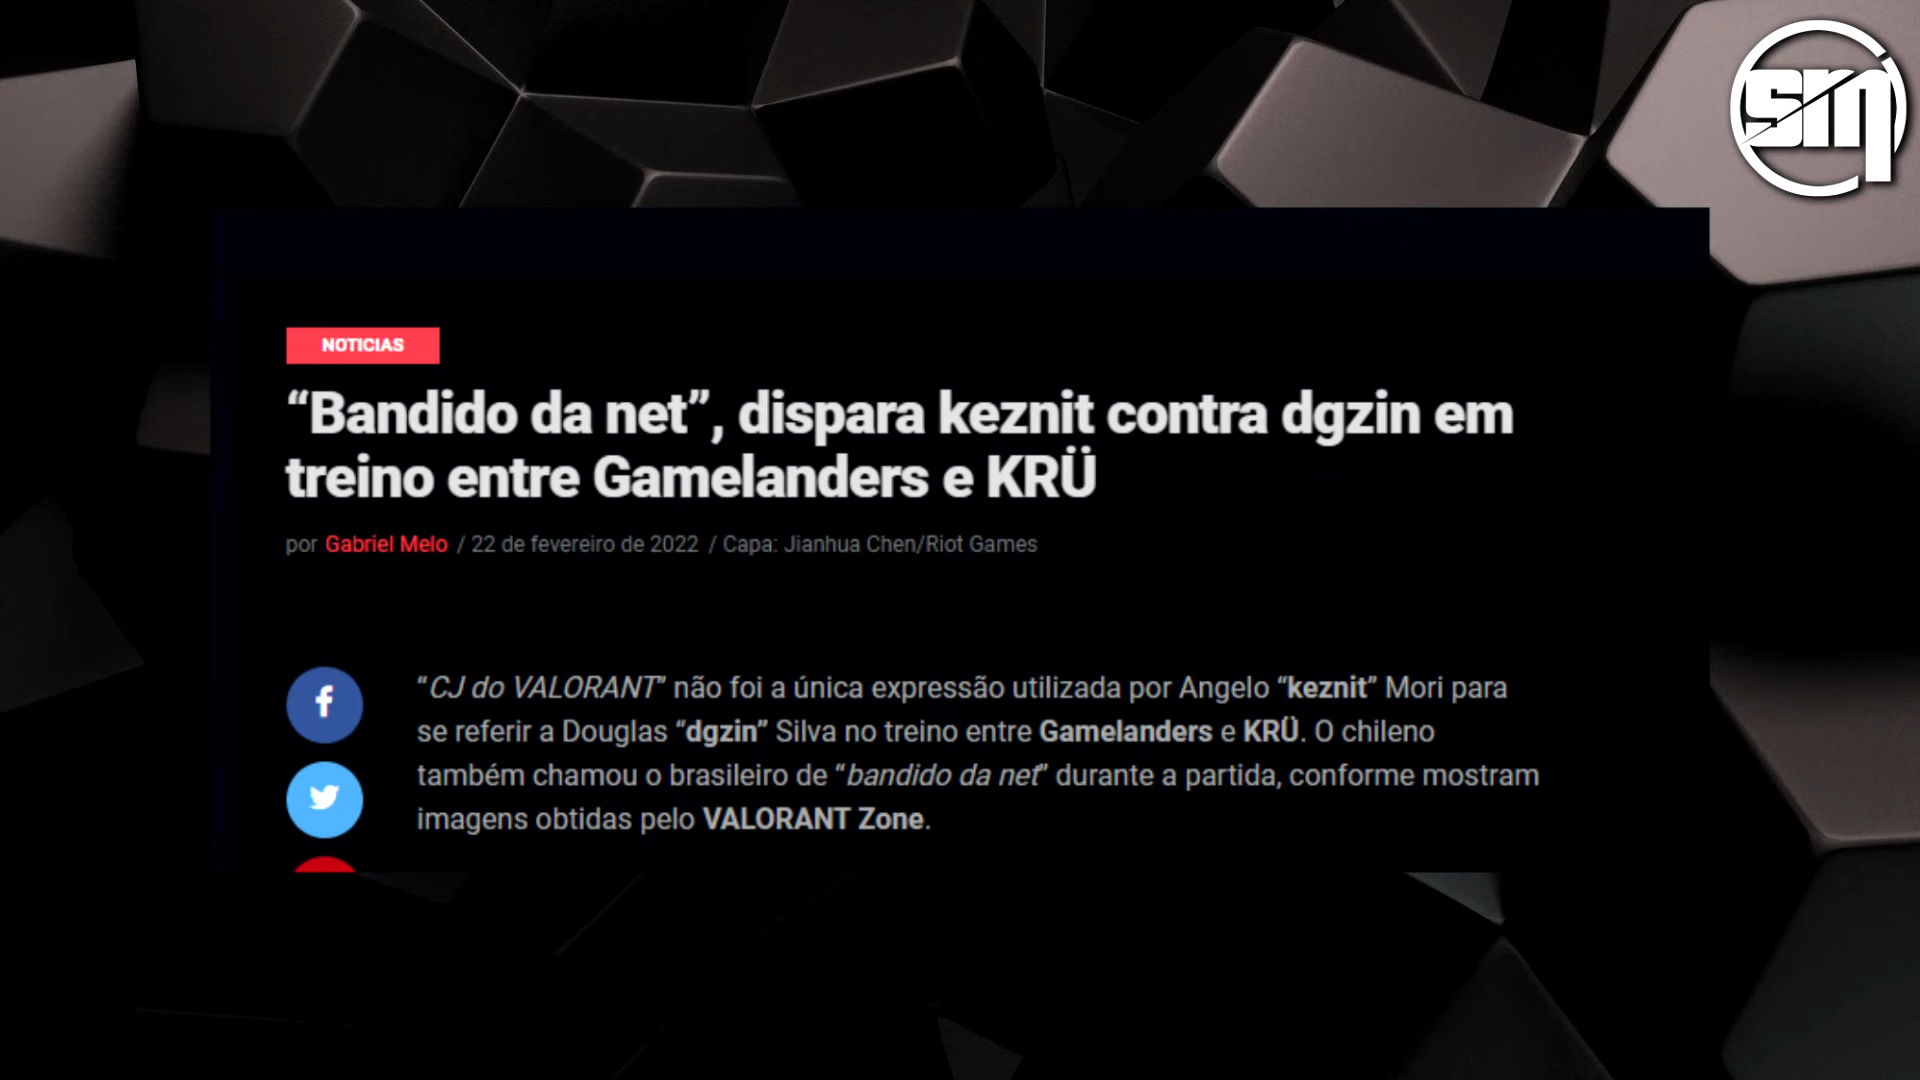 sm
NOTICIAS
“Bandido da net”, dispara keznit contra dgzin em
treino entre Gamelanders e KRÜ
por Gabriel Melo / 22 de fevereiro de 2022 / Capa: Jianhua Chen/Riot Games
“CJ do VALORANT” não foi a única expressão utilizada por Angelo “keznit” Mori para
se referir a Douglas “dgzin” Silva no treino entre Gamelanders e KRÜ. O chileno
também chamou o brasileiro de “bandido da net” durante a partida, conforme mostram
imagens obtidas pelo VALORANT Zone.